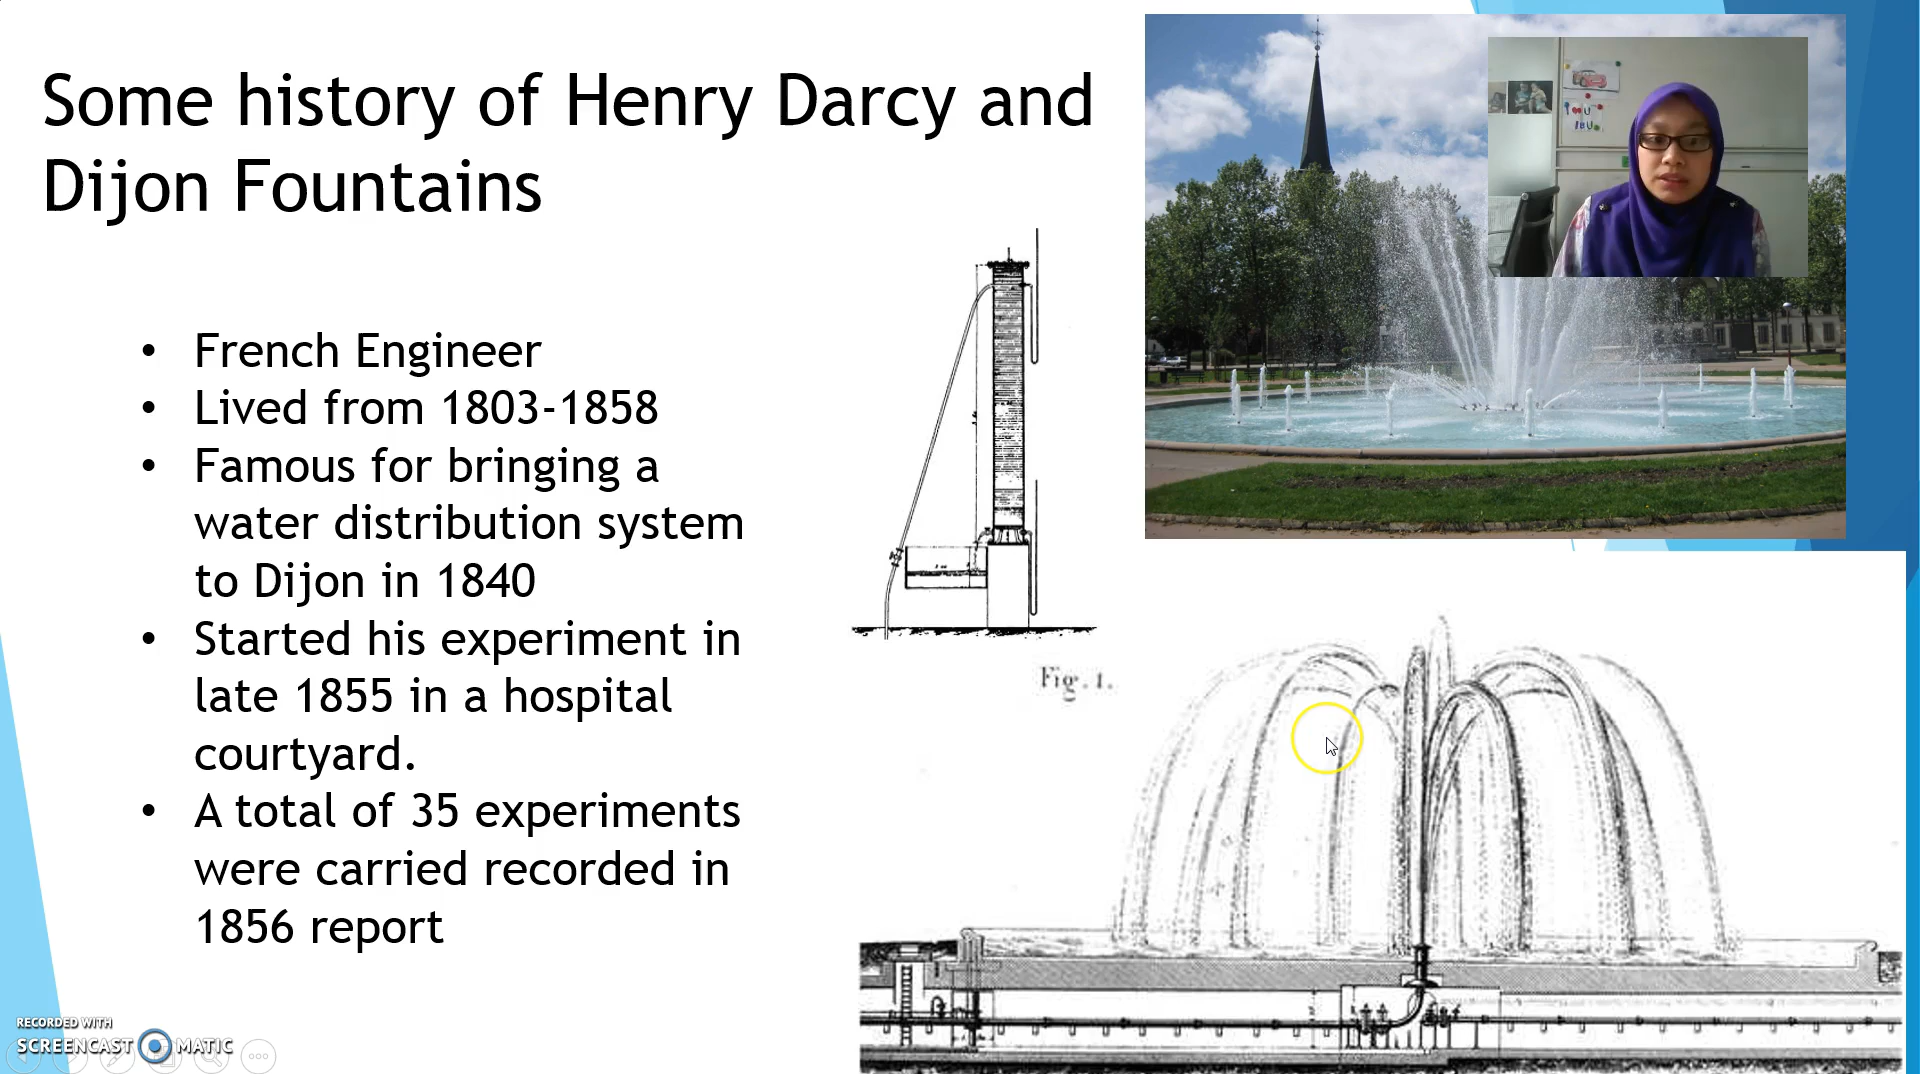 Some history of Henry Darcy and
Dijon Fountains
• French Engineer
• Lived from 1803-1858
• Famous for bringing a
water distribution system
to Dijon in 1840
• Started his experiment in
late 1855 in a hospital
courtyard.
• A total of 35 experiments
were carried recorded in
1856 report
Fig. 1.
I U
RECORDED WITH
SCREENCAST MATIC